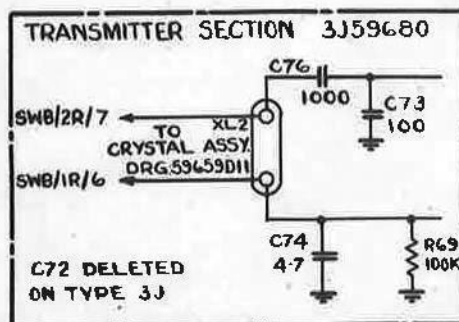 TRANSMITTER SECTION 3J59680
C76
1000
C73
100
SWB/2R/7
XL2
TO
CRYSTAL ASSY.
DRG.59659D11
SWB/1R/6
C74
4·7
R69
100K
C72 DELETED
ON TYPE 3J